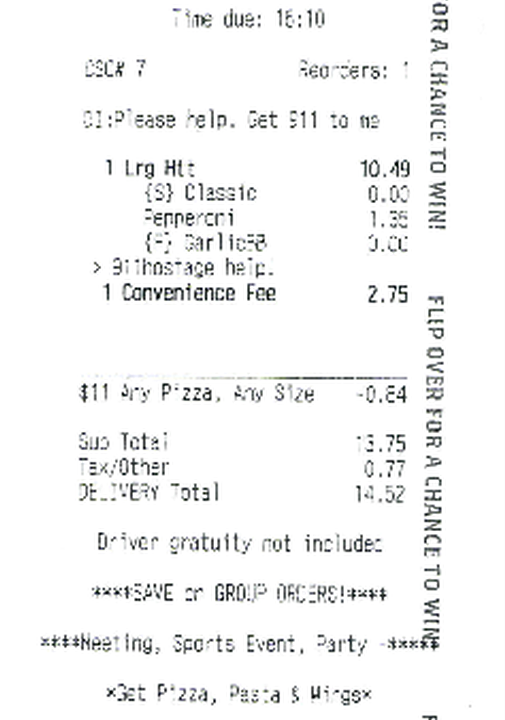 Time due: 16:10
CSC# 7 Reorders: 1
DI:Please help. Get 911 to me
1 Lrg Htt 10.49
{S} Classic 0.00
Pepperoni 1.35
{F} GarlicBB 0.00
> 911hostage help!
1 Convenience Fee 2.75
$11 Any Pizza, Any Size -0.84
Sub Total 13.75
Tax/Other 0.77
DELIVERY Total 14.52
Driver gratuity not included
****SAVE on GROUP ORDERS!****
****Meeting, Sports Event, Party -*****
*Get Pizza, Pasta & Wings*
OR A CHANCE TO WIN!
FLIP OVER FOR A CHANCE TO WIN